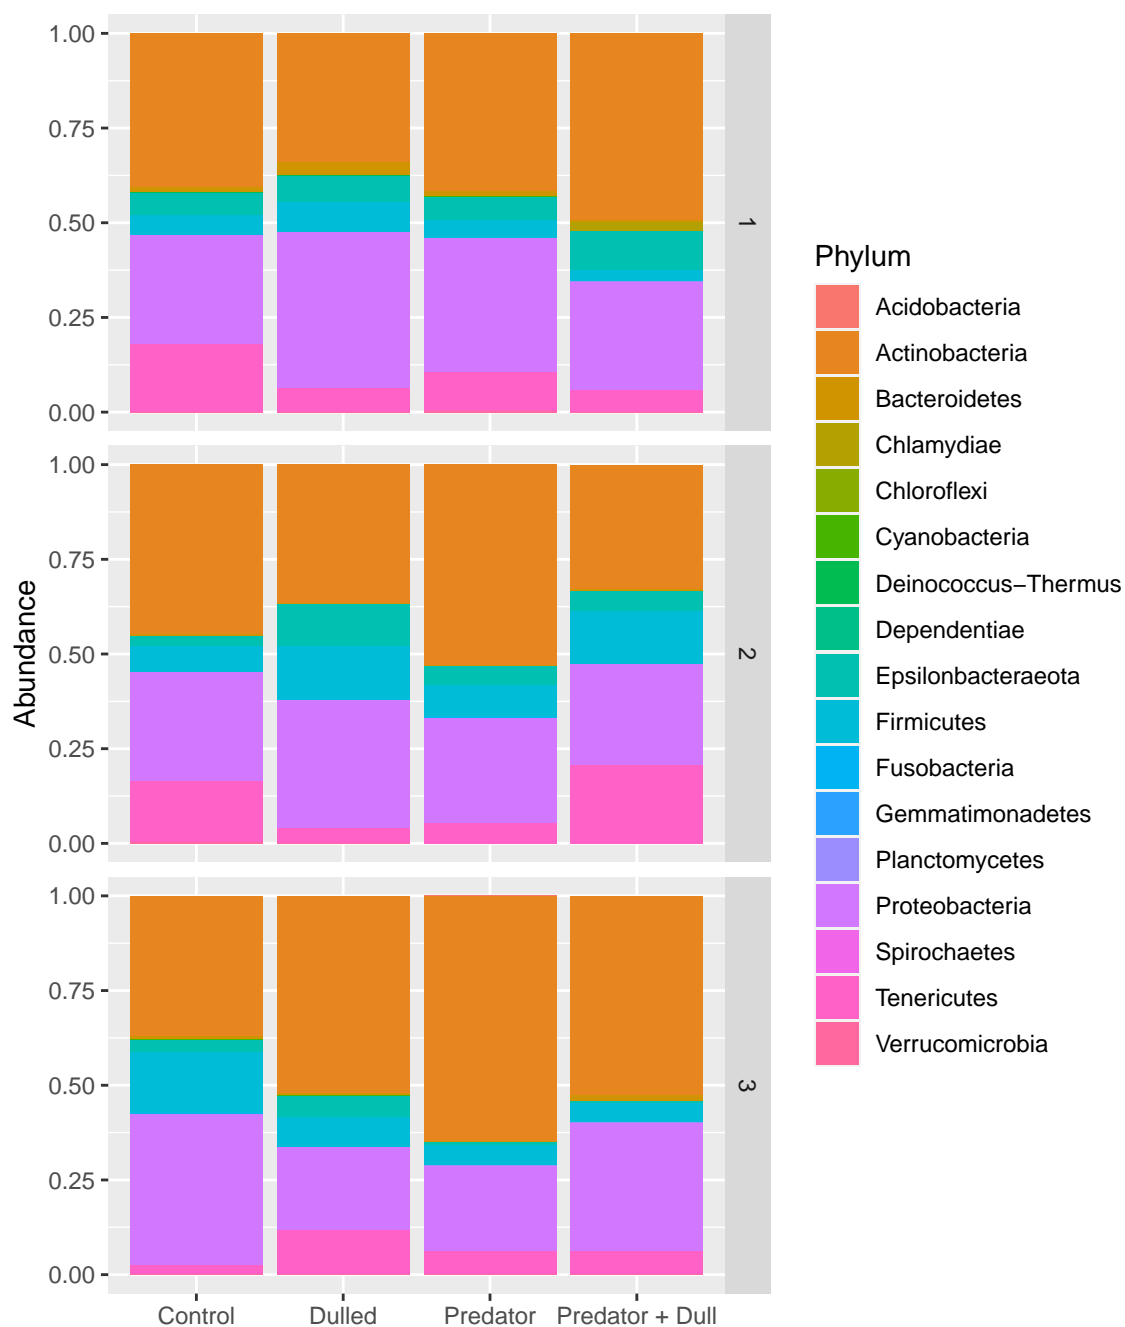 Abundance
1.00
0.75
0.50
0.25
0.00
1
1.00
0.75
0.50
0.25
0.00
2
1.00
0.75
0.50
0.25
0.00
3
Control Dulled Predator Predator + Dull
Phylum
Acidobacteria
Actinobacteria
Bacteroidetes
Chlamydiae
Chloroflexi
Cyanobacteria
Deinococcus−Thermus
Dependentiae
Epsilonbacteraeota
Firmicutes
Fusobacteria
Gemmatimonadetes
Planctomycetes
Proteobacteria
Spirochaetes
Tenericutes
Verrucomicrobia